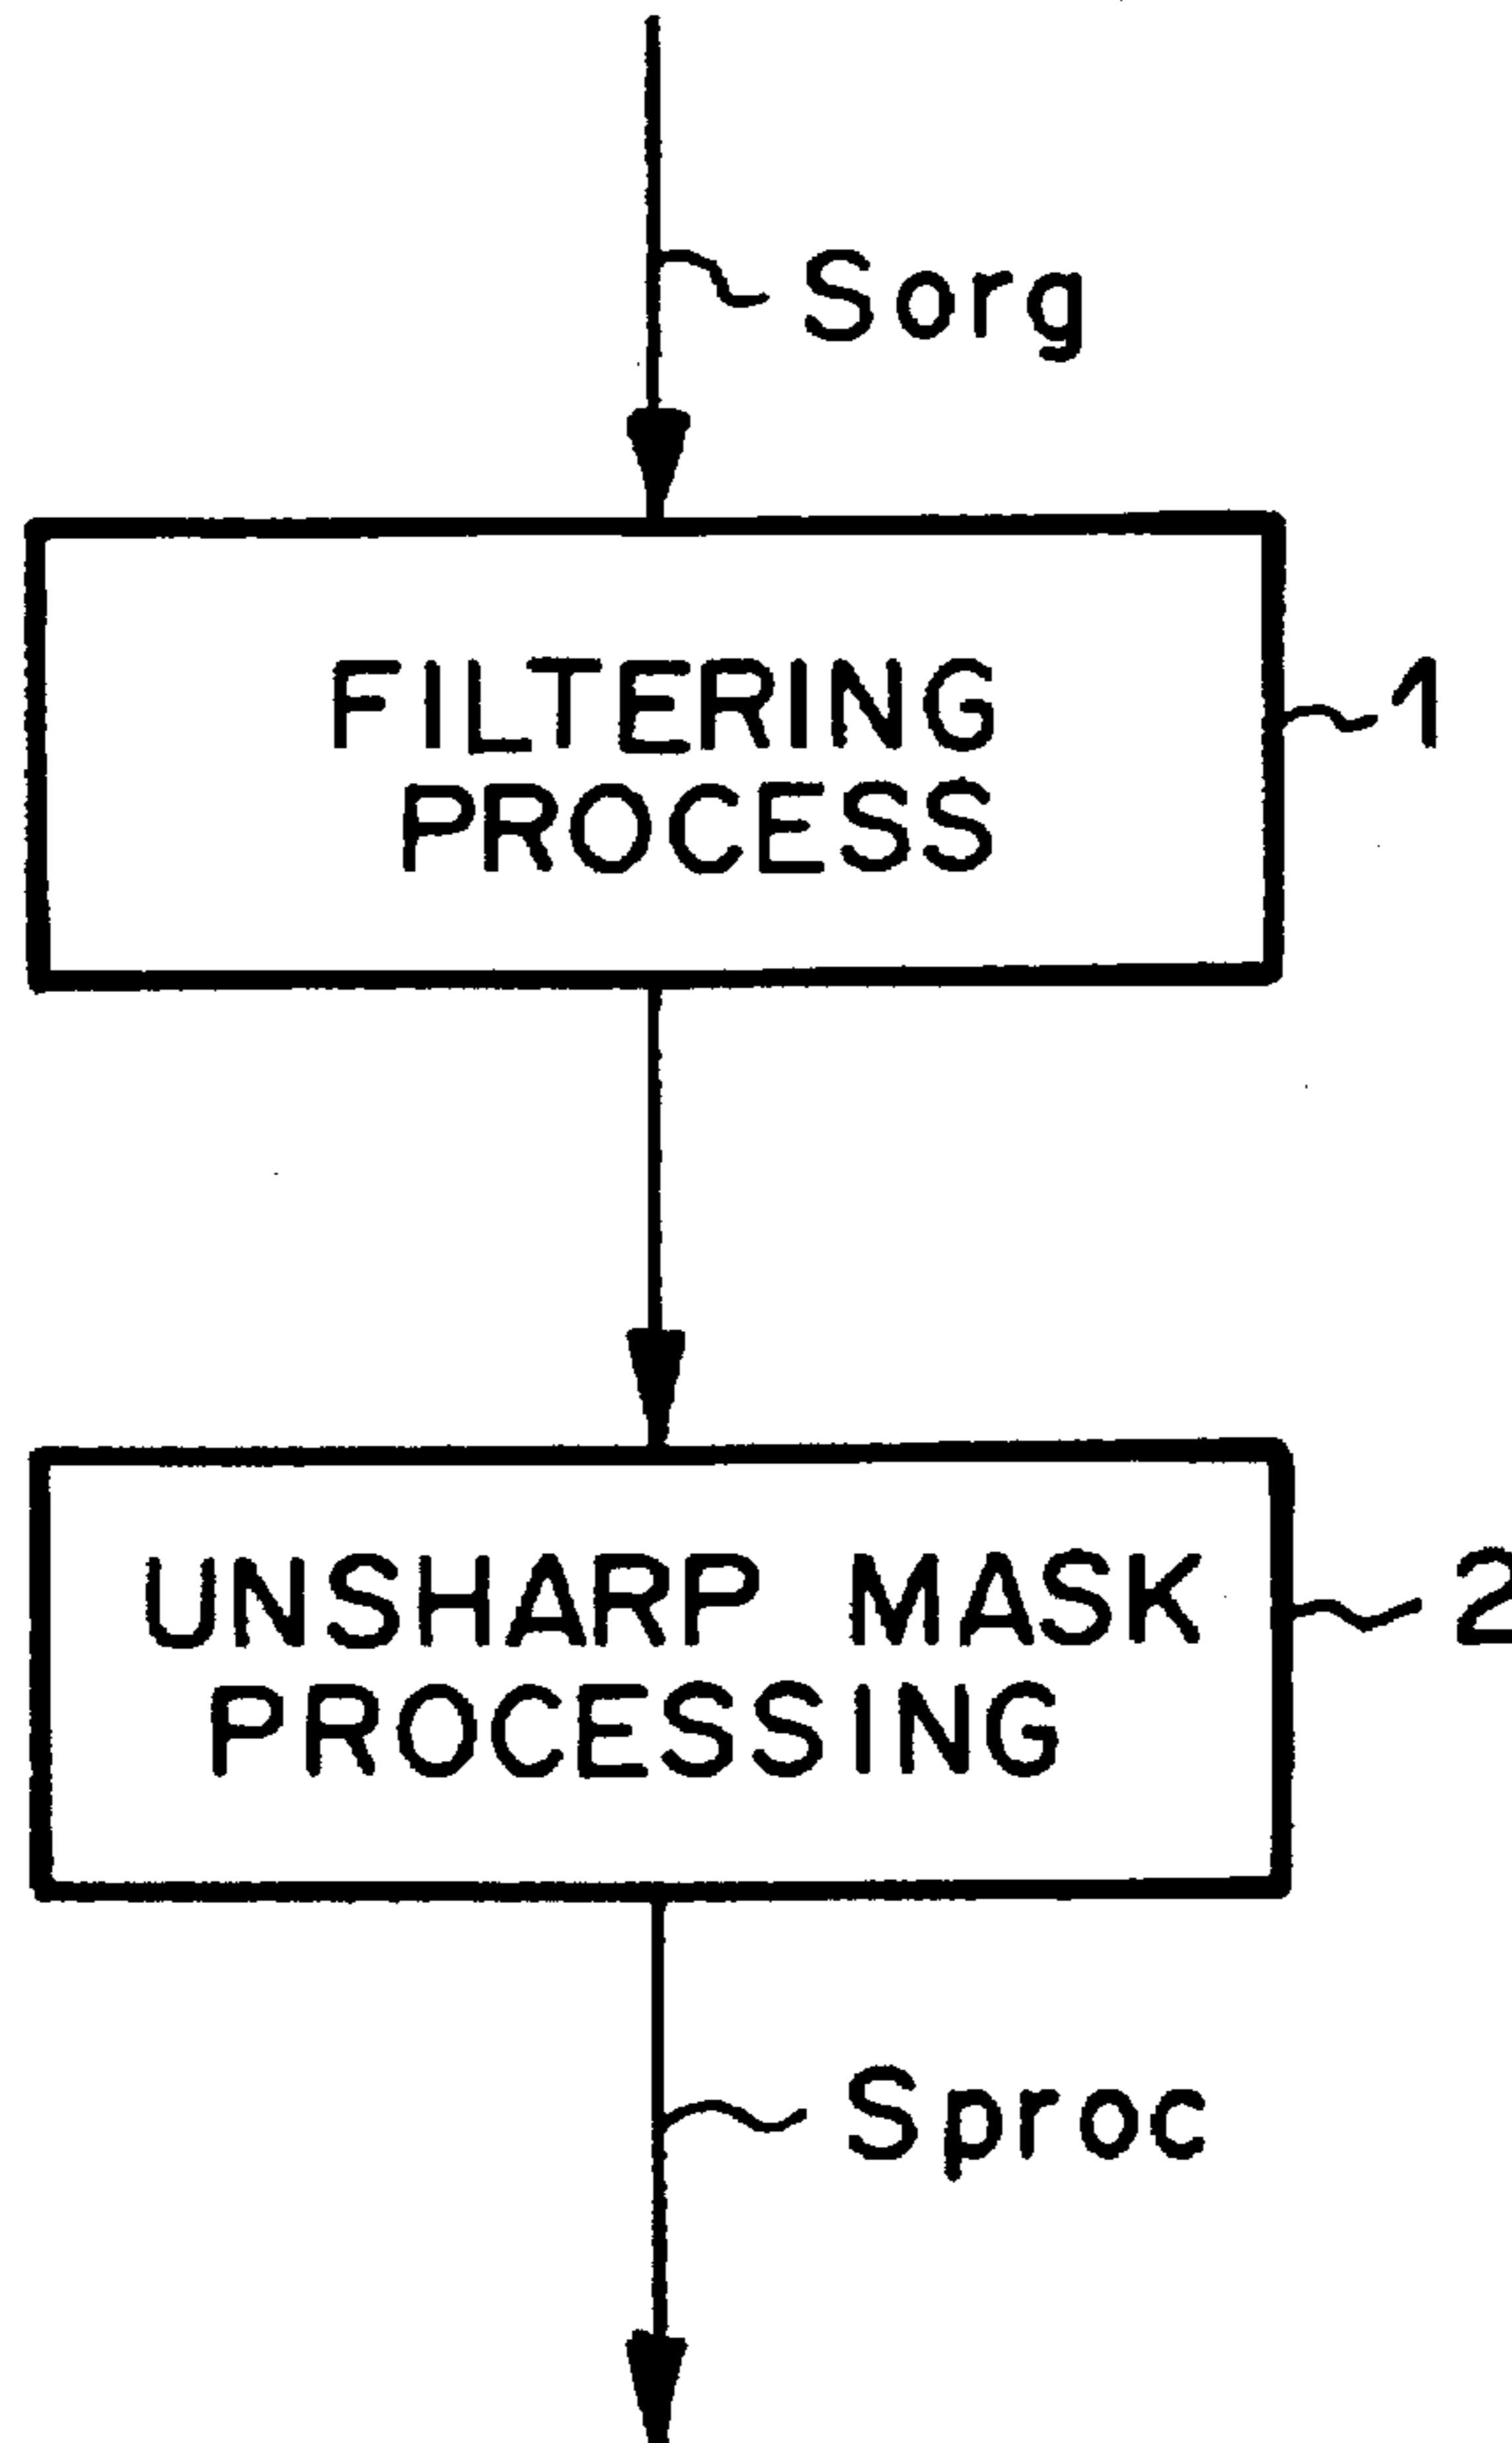 Sorg
FILTERING
PROCESS
1
UNSHARP MASK
PROCESSING
2
Sproc